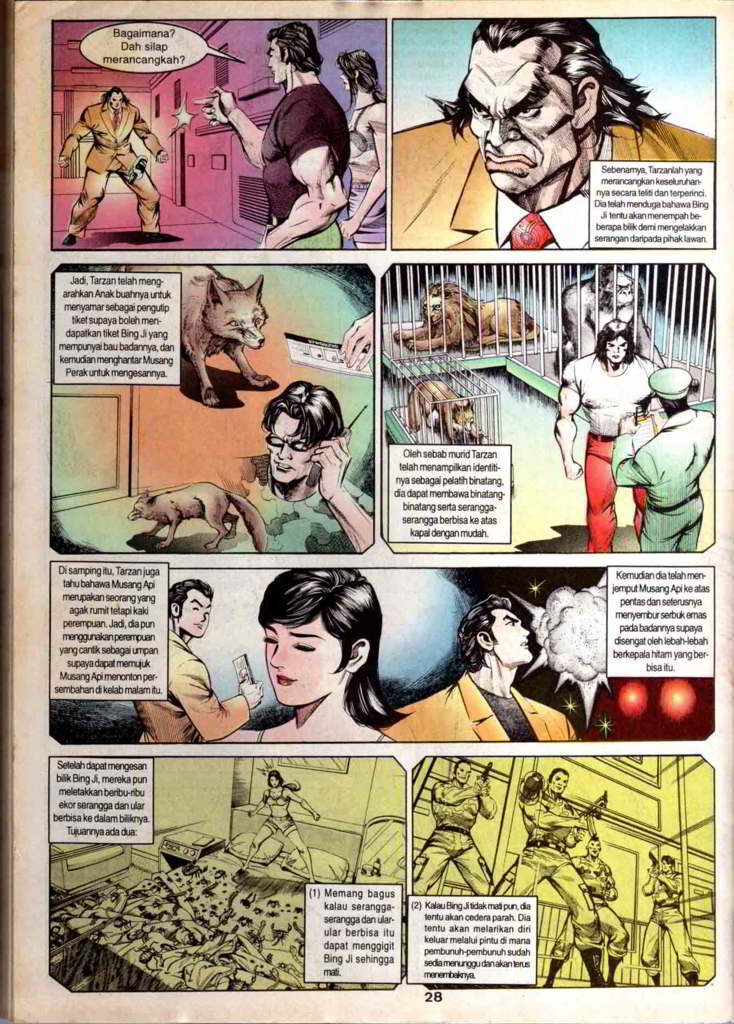 Bagaimana?
Dah silap
merancangkah?
Sebenarnya, Tarzanlah yang
merancangkan keseluruhan-
nya secara teliti dan terperinci.
Dia telah menduga bahawa Bing
Ji tentu akan menempah be-
berapa bilik demi mengelakkan
serangan daripada pihak lawan.
Jadi, Tarzan telah meng-
arahkan Anak buahnya untuk
menyamar sebagai pengutip
tiket supaya boleh men-
dapatkan tiket Bing Ji yang
mempunyai bau badannya, dan
kemudian menghantar Musang
Perak untuk mengesannya.
Oleh sebab murid Tarzan
telah menampilkan identiti-
nya sebagai pelatih binatang,
dia dapat membawa binatang-
binatang serta serangga-
serangga berbisa ke atas
kapal dengan mudah.
Di samping itu, Tarzan juga
tahu bahawa Musang Api
merupakan seorang yang
agak rumit tetapi kaki
perempuan. Jadi, dia pun
menggunakan perempuan
yang cantik sebagai umpan
supaya dapat memujuk
Musang Api menonton per-
sembahan di kelab malam itu.
Kemudian dia telah men-
jemput Musang Api ke atas
pentas dan seterusnya
menyembur serbuk emas
pada badannya supaya
disengat oleh lebah-lebah
berkepala hitam yang ber-
bisa itu.
Setelah dapat mengesan
bilik Bing Ji, mereka pun
meletakkan beribu-ribu
ekor serangga dan ular
berbisa ke dalam biliknya.
Tujuannya ada dua:
(1) Memang bagus
kalau serangga-
serangga dan ular-
ular berbisa itu
dapat menggigit
Bing Ji sehingga
mati.
(2) Kalau Bing Ji tidak mati pun, dia
tentu akan cedera parah. Dia
tentu akan melarikan diri
keluar melalui pintu di mana
pembunuh-pembunuh sudah
sedia menunggu dan akan terus
menembaknya.
28